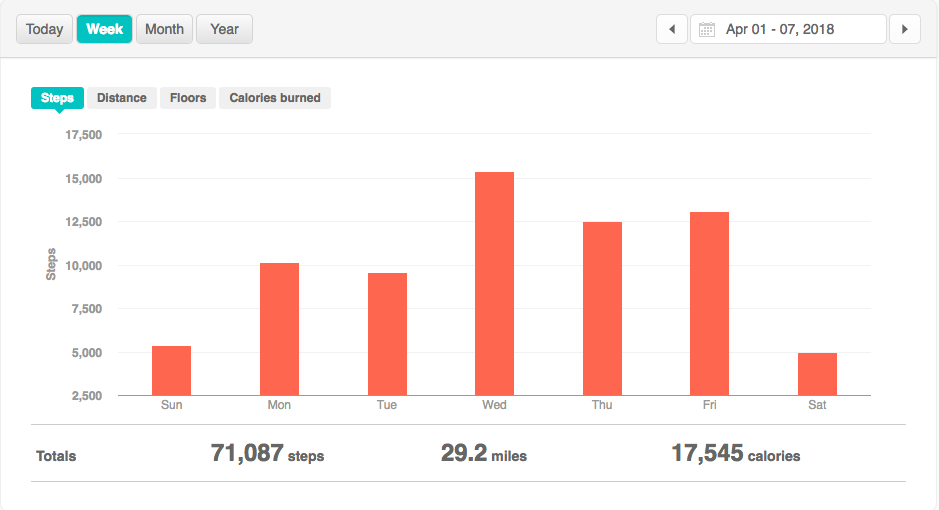 Today Week Month Year Apr 01 - 07, 2018
Steps Distance Floors Calories burned
17,500
15,000
12,500
10,000
7,500
5,000
2,500
Steps
Sun Mon Tue Wed Thu Fri Sat
Totals 71,087 steps 29.2 miles 17,545 calories